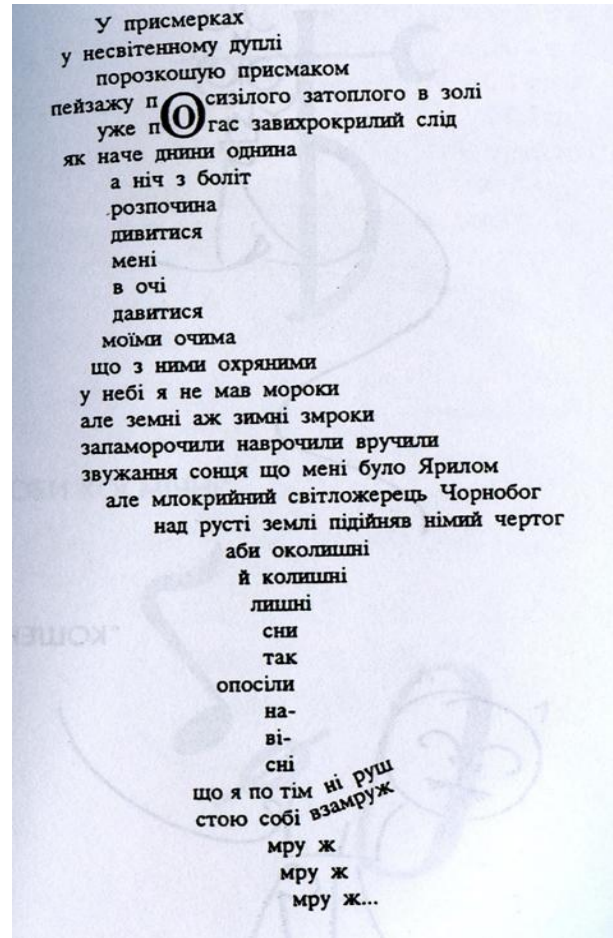 У присмерках
у несвітенному дуплі
порозкошую присмаком
пейзажу пОсизілого затоплого в золі
уже пОгас завихрокрилий слід
як наче днини однина
а ніч з боліт
розпочина
дивитися
мені
в очі
давитися
моїми очима
що з ними охряними
у небі я не мав мороки
але земні аж зимні змроки
запаморочили наврочили вручили
звужання сонця що мені було Ярилом
але млокрийний світложерець Чорнобог
над русті землі підійняв німий чертог
аби околишні
й колишні
лишні
сни
так
опосіли
на-
ві-
сні
що я по тім ні руш
стою собі взамруж
мру ж
мру ж
мру ж...